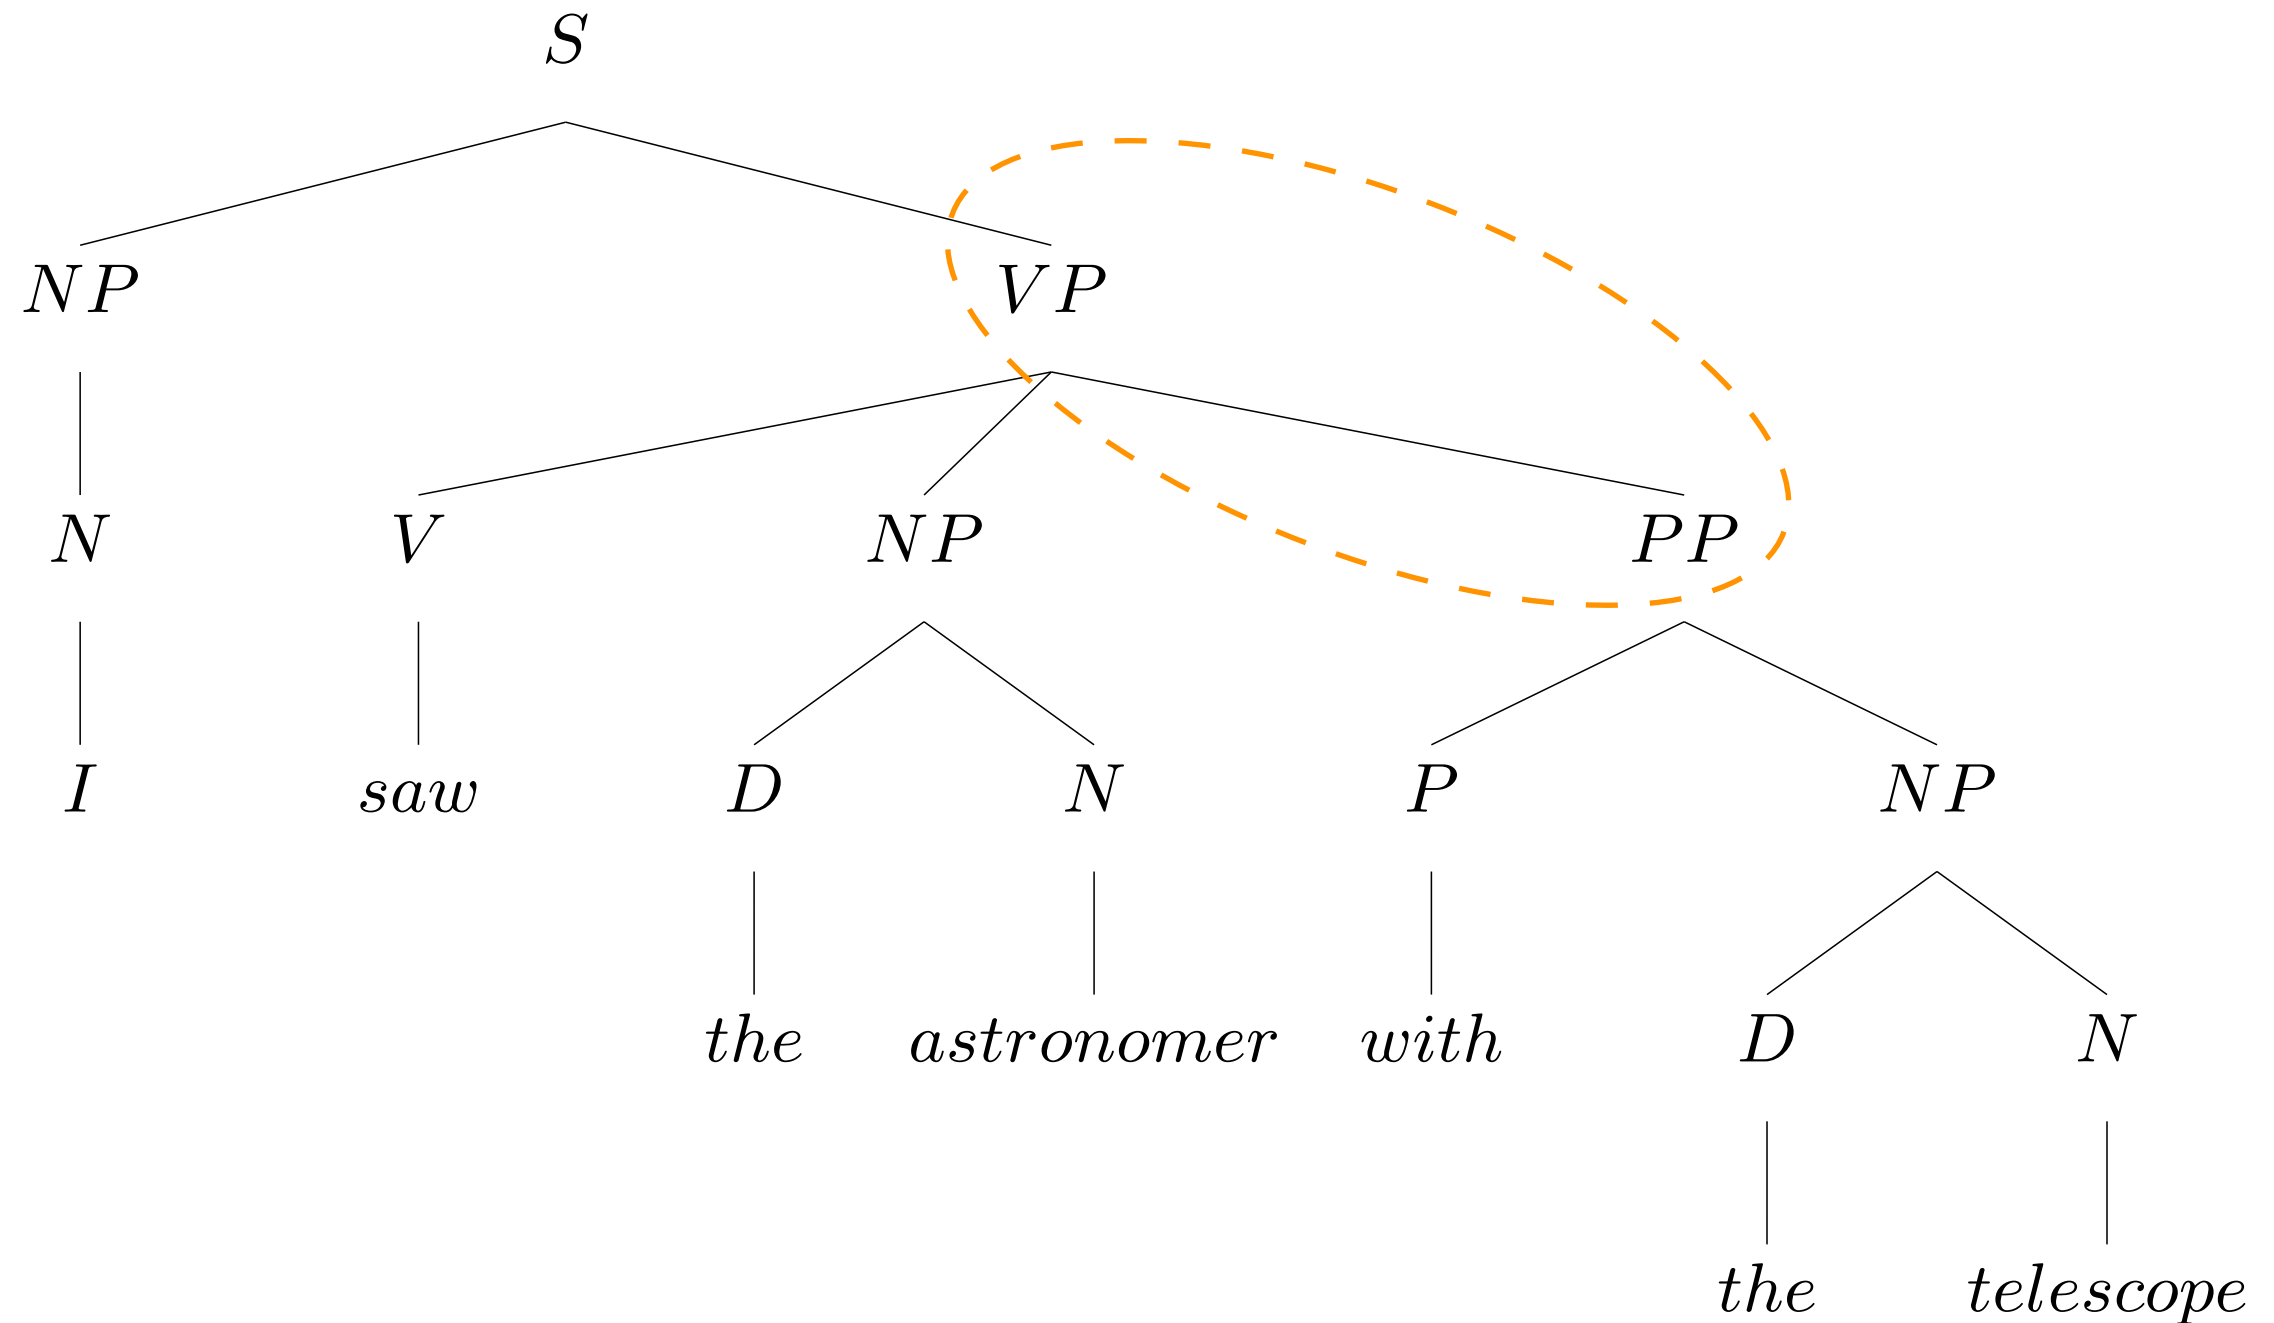 S
NP VP
N V NP PP
I saw D N P NP
the astronomer with D N
the telescope